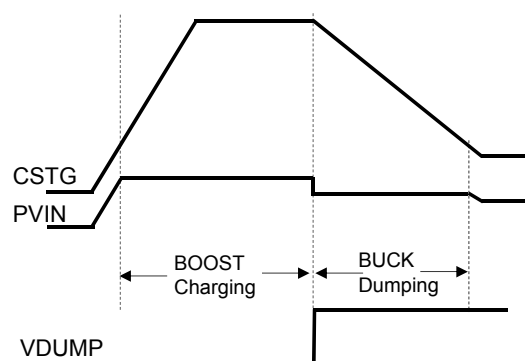 CSTG
PVIN
BOOST
Charging
BUCK
Dumping
VDUMP